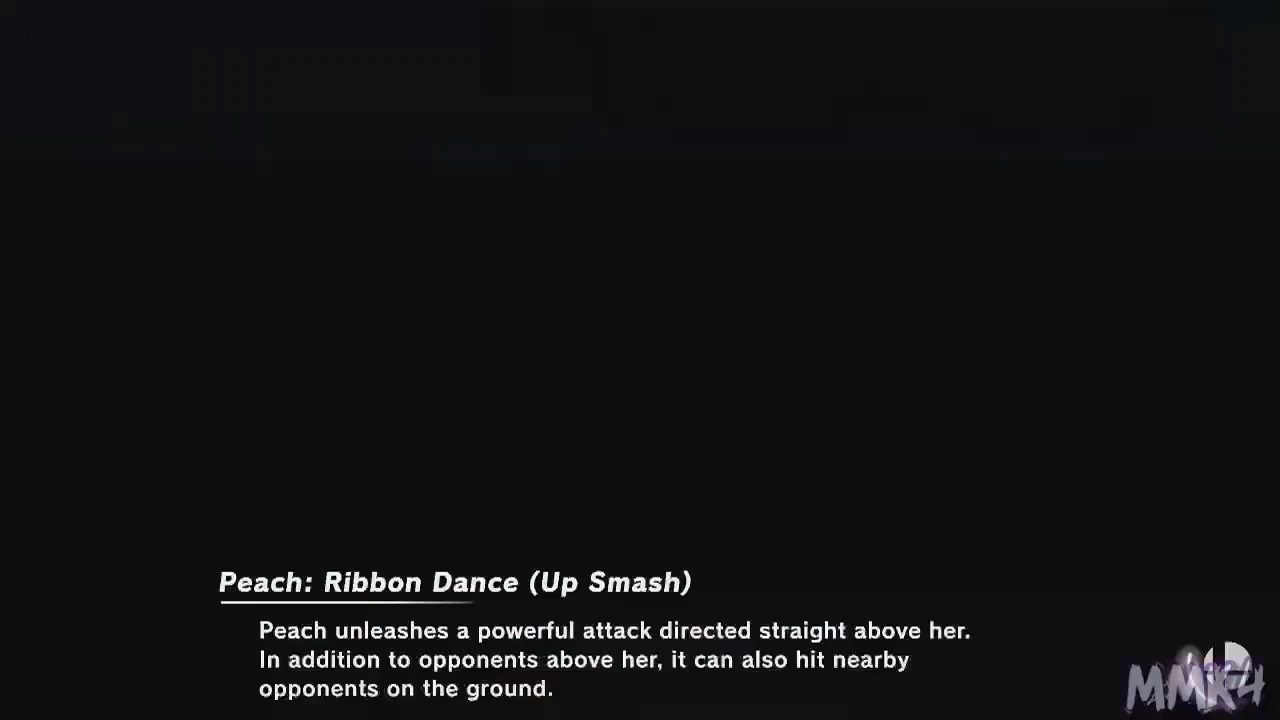 Peach: Ribbon Dance (Up Smash)
Peach unleashes a powerful attack directed straight above her.
In addition to opponents above her, it can also hit nearby
opponents on the ground.
MMK4